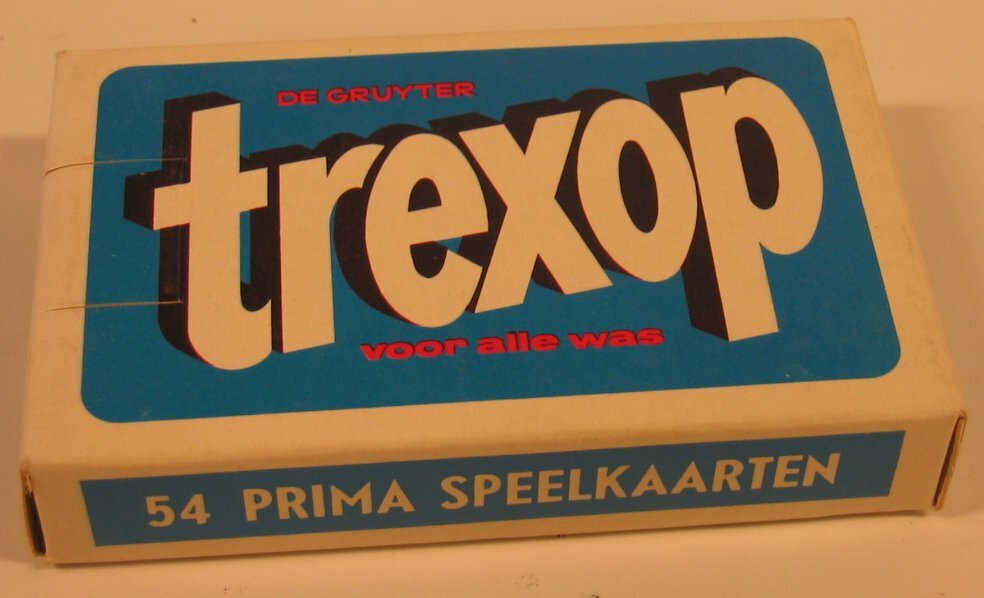 DE GRUYTER
trexop
voor alle was
54 PRIMA SPEELKAARTEN